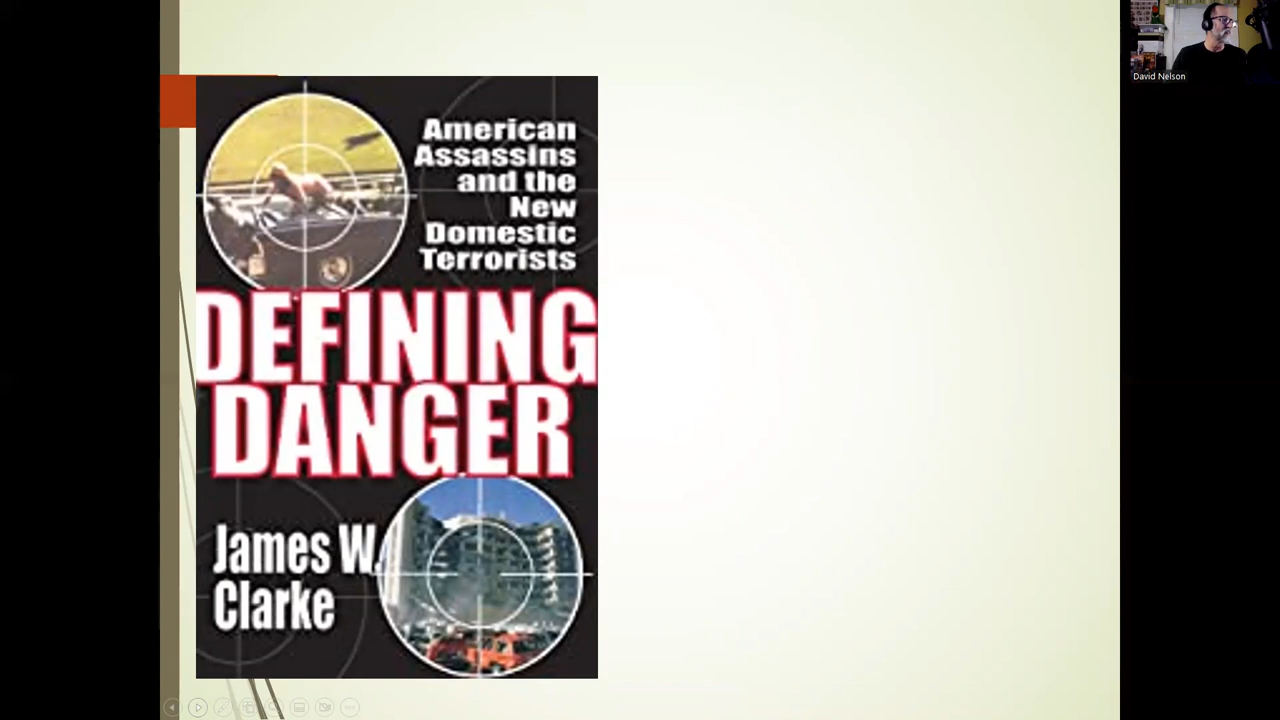 American
Assassins
and the
New
Domestic
Terrorists
DEFINING
DANGER
James W.
Clarke
David Nelson